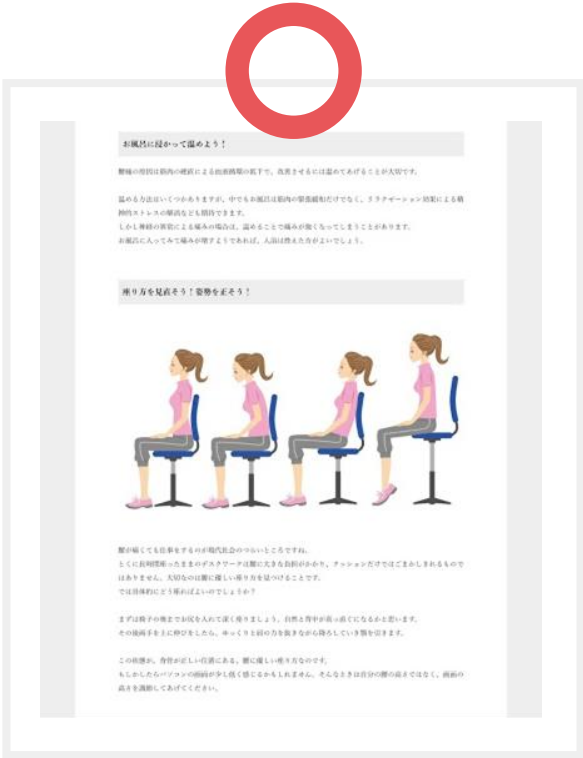 お風呂に浸かって温めよう！
腰痛の原因は筋肉の硬直による血液循環の低下で、改善させるには温めてあげることが大切です。
温める方法はいくつかありますが、中でもお風呂は筋肉の緊張緩和だけでなく、リラクゼーション効果による精
神的ストレスの解消なども期待できます。
しかし神経の異常による痛みの場合は、温めることで痛みが強くなってしまうことがあります。
お風呂に入ってみて痛みが増すようであれば、入浴は控えた方がよいでしょう。
座り方を見直そう！姿勢を正そう！
腰が痛くても仕事をするのが現代社会のつらいところですね。
とくに長時間座ったままのデスクワークは腰に大きな負担がかかり、クッションだけではごまかしきれるもので
はありません。大切なのは腰に優しい座り方を見つけることです。
では具体的にどう座ればよいのでしょうか？
まずは椅子の奥までお尻を入れて深く座りましょう。自然と背中が真っ直ぐになるかと思います。
その後両手を上に伸びをしたら、ゆっくりと肩の力を抜きながら降ろしていき顎を引きます。
この状態が、背骨が正しい位置にある、腰に優しい座り方なのです。
もしかしたらパソコンの画面が少し低く感じるかもしれません。そんなときは自分の腰の高さではなく、画面の
高さを調節してあげてください。